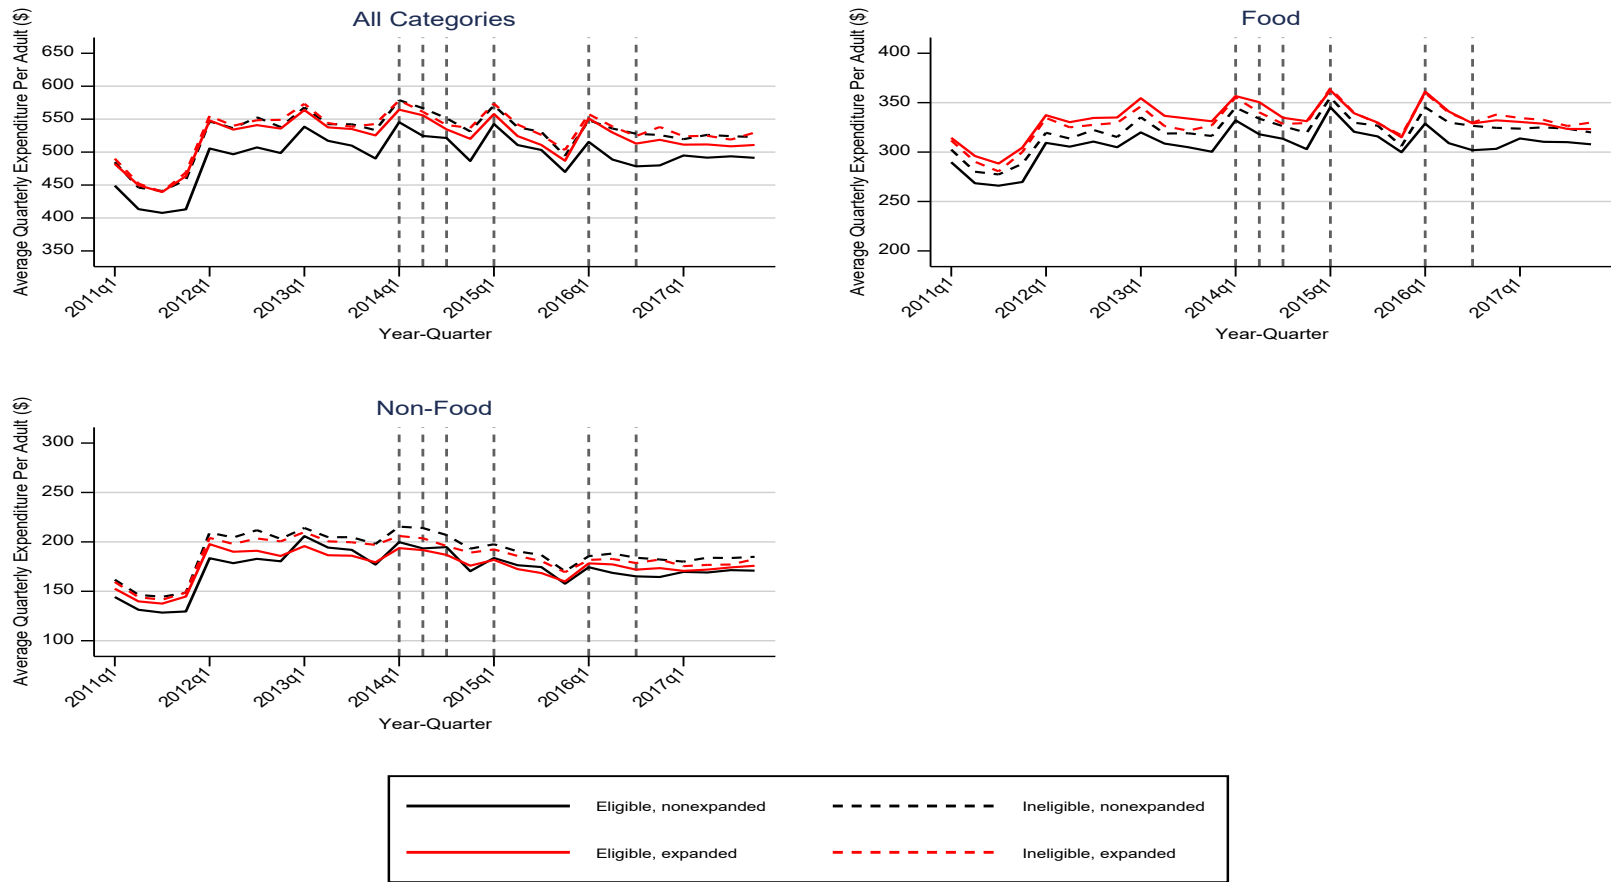 All Categories
Average Quarterly Expenditure Per Adult ($)
650
600
550
500
450
400
350
2011q1
2012q1
2013q1
2014q1
2015q1
2016q1
2017q1
Year-Quarter
Food
Average Quarterly Expenditure Per Adult ($)
400
350
300
250
200
2011q1
2012q1
2013q1
2014q1
2015q1
2016q1
2017q1
Year-Quarter
Non-Food
Average Quarterly Expenditure Per Adult ($)
300
250
200
150
100
2011q1
2012q1
2013q1
2014q1
2015q1
2016q1
2017q1
Year-Quarter
Eligible, nonexpanded
Ineligible, nonexpanded
Eligible, expanded
Ineligible, expanded